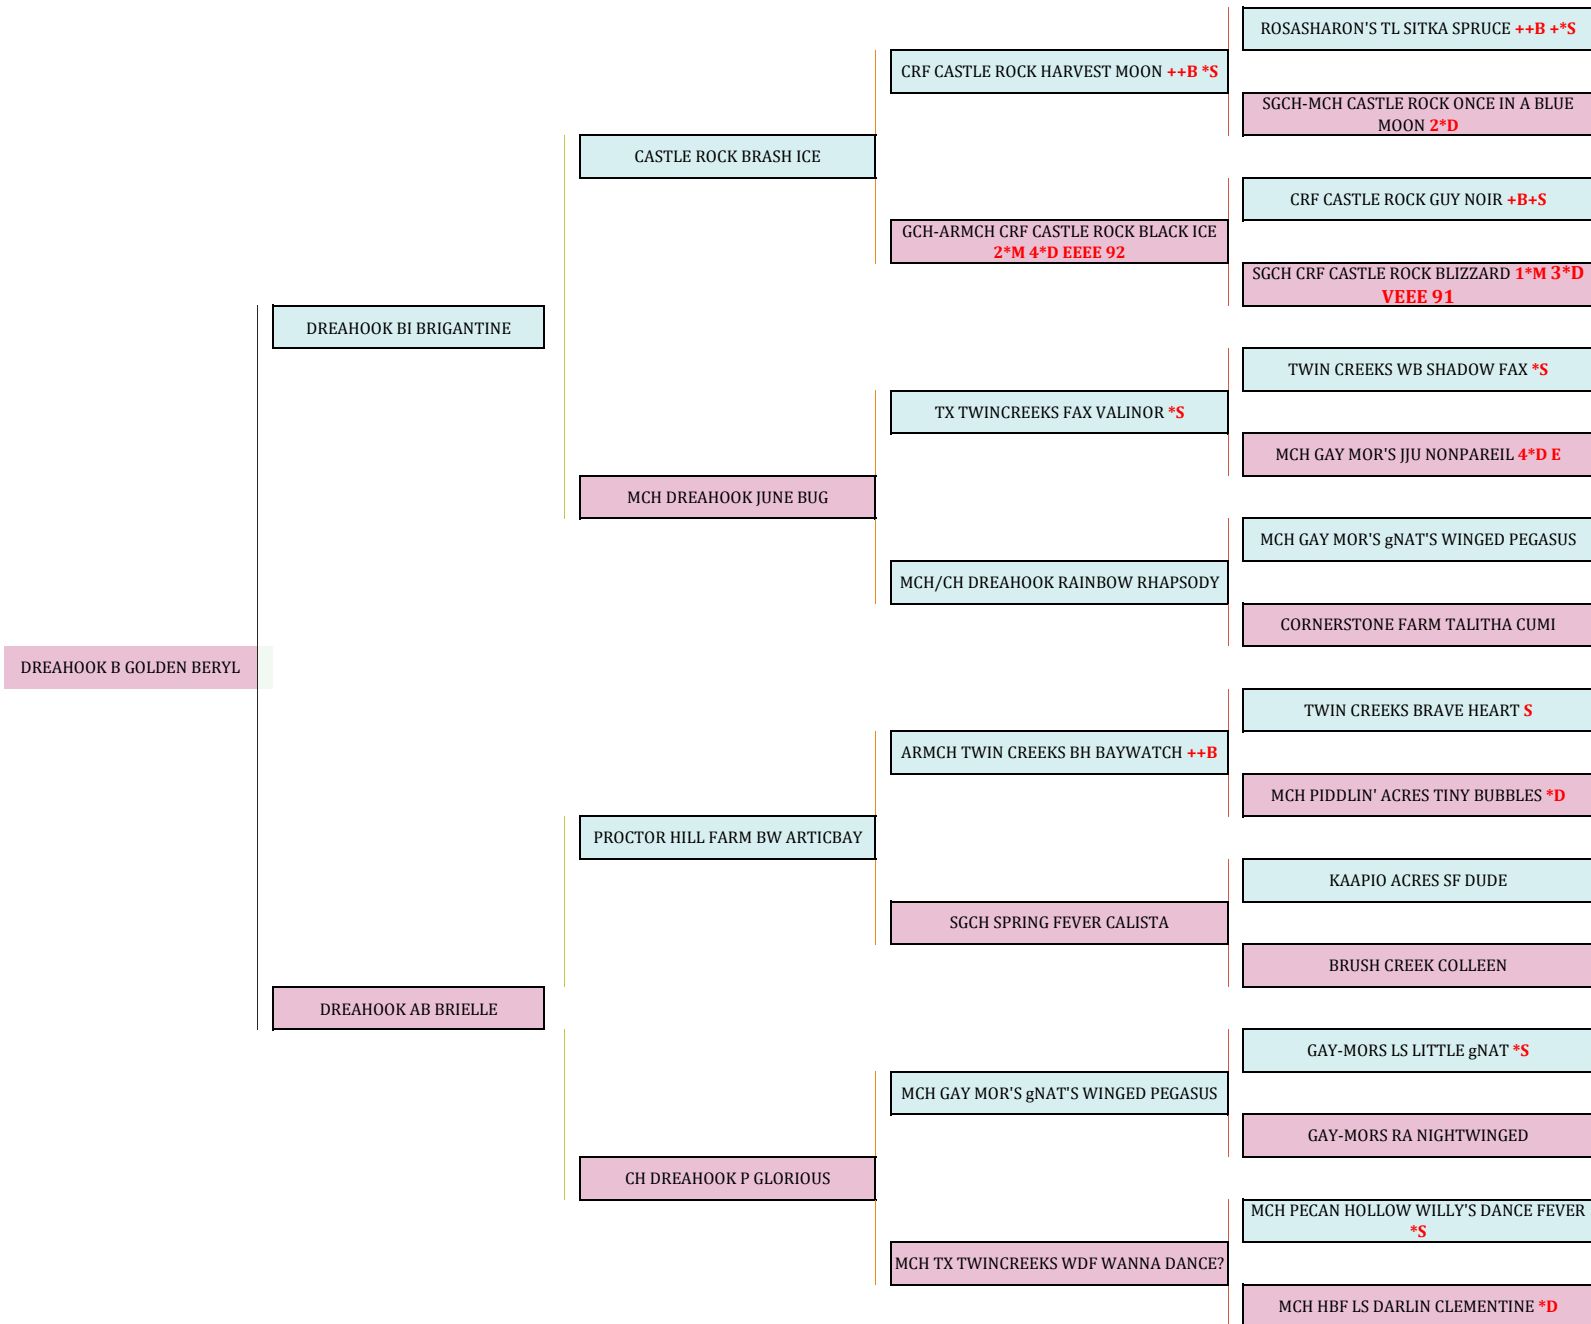 ROSASHARON'S TL SITKA SPRUCE ++B +*S
CRF CASTLE ROCK HARVEST MOON ++B *S
SGCH-MCH CASTLE ROCK ONCE IN A BLUE
MOON 2*D
CASTLE ROCK BRASH ICE
CRF CASTLE ROCK GUY NOIR +B+S
GCH-ARMCH CRF CASTLE ROCK BLACK ICE
2*M 4*D EEEE 92
SGCH CRF CASTLE ROCK BLIZZARD 1*M 3*D
VEEE 91
DREAHOOK BI BRIGANTINE
TWIN CREEKS WB SHADOW FAX *S
TX TWINCREEKS FAX VALINOR *S
MCH GAY MOR'S JJU NONPAREIL 4*D E
MCH DREAHOOK JUNE BUG
MCH GAY MOR'S gNAT'S WINGED PEGASUS
MCH/CH DREAHOOK RAINBOW RHAPSODY
CORNERSTONE FARM TALITHA CUMI
DREAHOOK B GOLDEN BERYL
TWIN CREEKS BRAVE HEART S
ARMCH TWIN CREEKS BH BAYWATCH ++B
MCH PIDDLIN' ACRES TINY BUBBLES *D
PROCTOR HILL FARM BW ARTICBAY
KAAPIO ACRES SF DUDE
SGCH SPRING FEVER CALISTA
BRUSH CREEK COLLEEN
DREAHOOK AB BRIELLE
GAY-MORS LS LITTLE gNAT *S
MCH GAY MOR'S gNAT'S WINGED PEGASUS
GAY-MORS RA NIGHTWINGED
CH DREAHOOK P GLORIOUS
MCH PECAN HOLLOW WILLY'S DANCE FEVER
*S
MCH TX TWINCREEKS WDF WANNA DANCE?
MCH HBF LS DARLIN CLEMENTINE *D